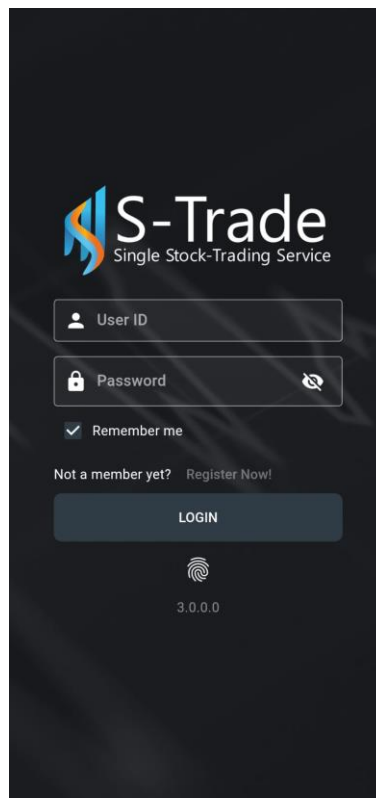 S-Trade
Single Stock-Trading Service
User ID
Password
Remember me
Not a member yet? Register Now!
LOGIN
3.0.0.0